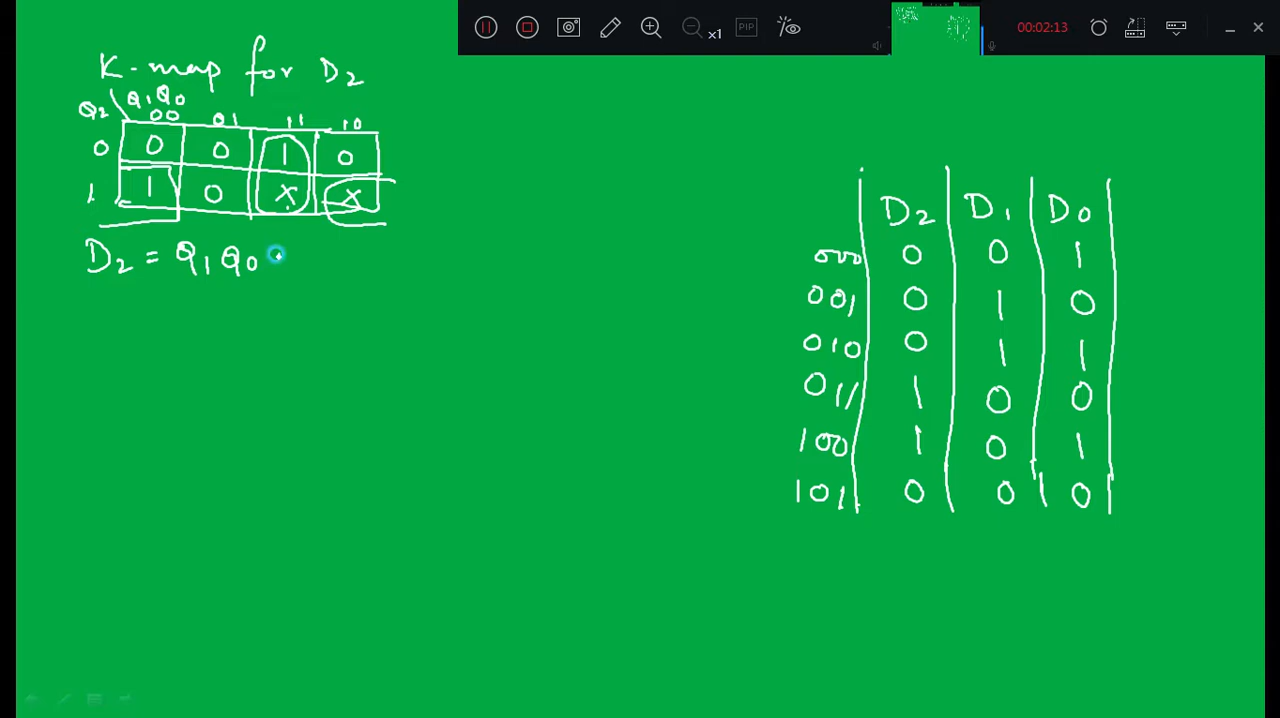 x1
PIP
00:02:13
K-map for D2
Q2 Q1Q0
00 01 11 10
0 0 0 1 0
1 1 0 X X
D2 = Q1Q0
D2 D1 D0
000 0 0 1
001 0 1 0
010 0 1 1
011 1 0 0
100 1 0 1
101 0 0 0